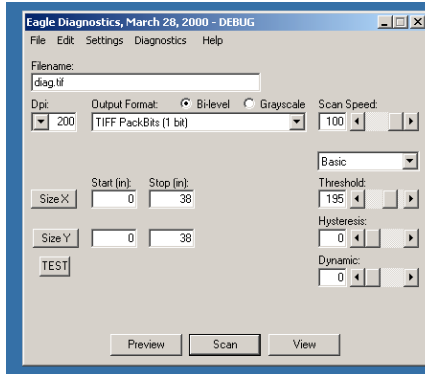 Eagle Diagnostics, March 28, 2000 - DEBUG
File Edit Settings Diagnostics Help
Filename:
diag.tif
Dpi: Output Format: Bi-level Grayscale Scan Speed:
200 TIFF PackBits (1 bit) 100
Basic
Start (in): Stop (in): Threshold:
Size X 0 38 195
Hysteresis:
Size Y 0 38 0
TEST Dynamic:
0
Preview Scan View